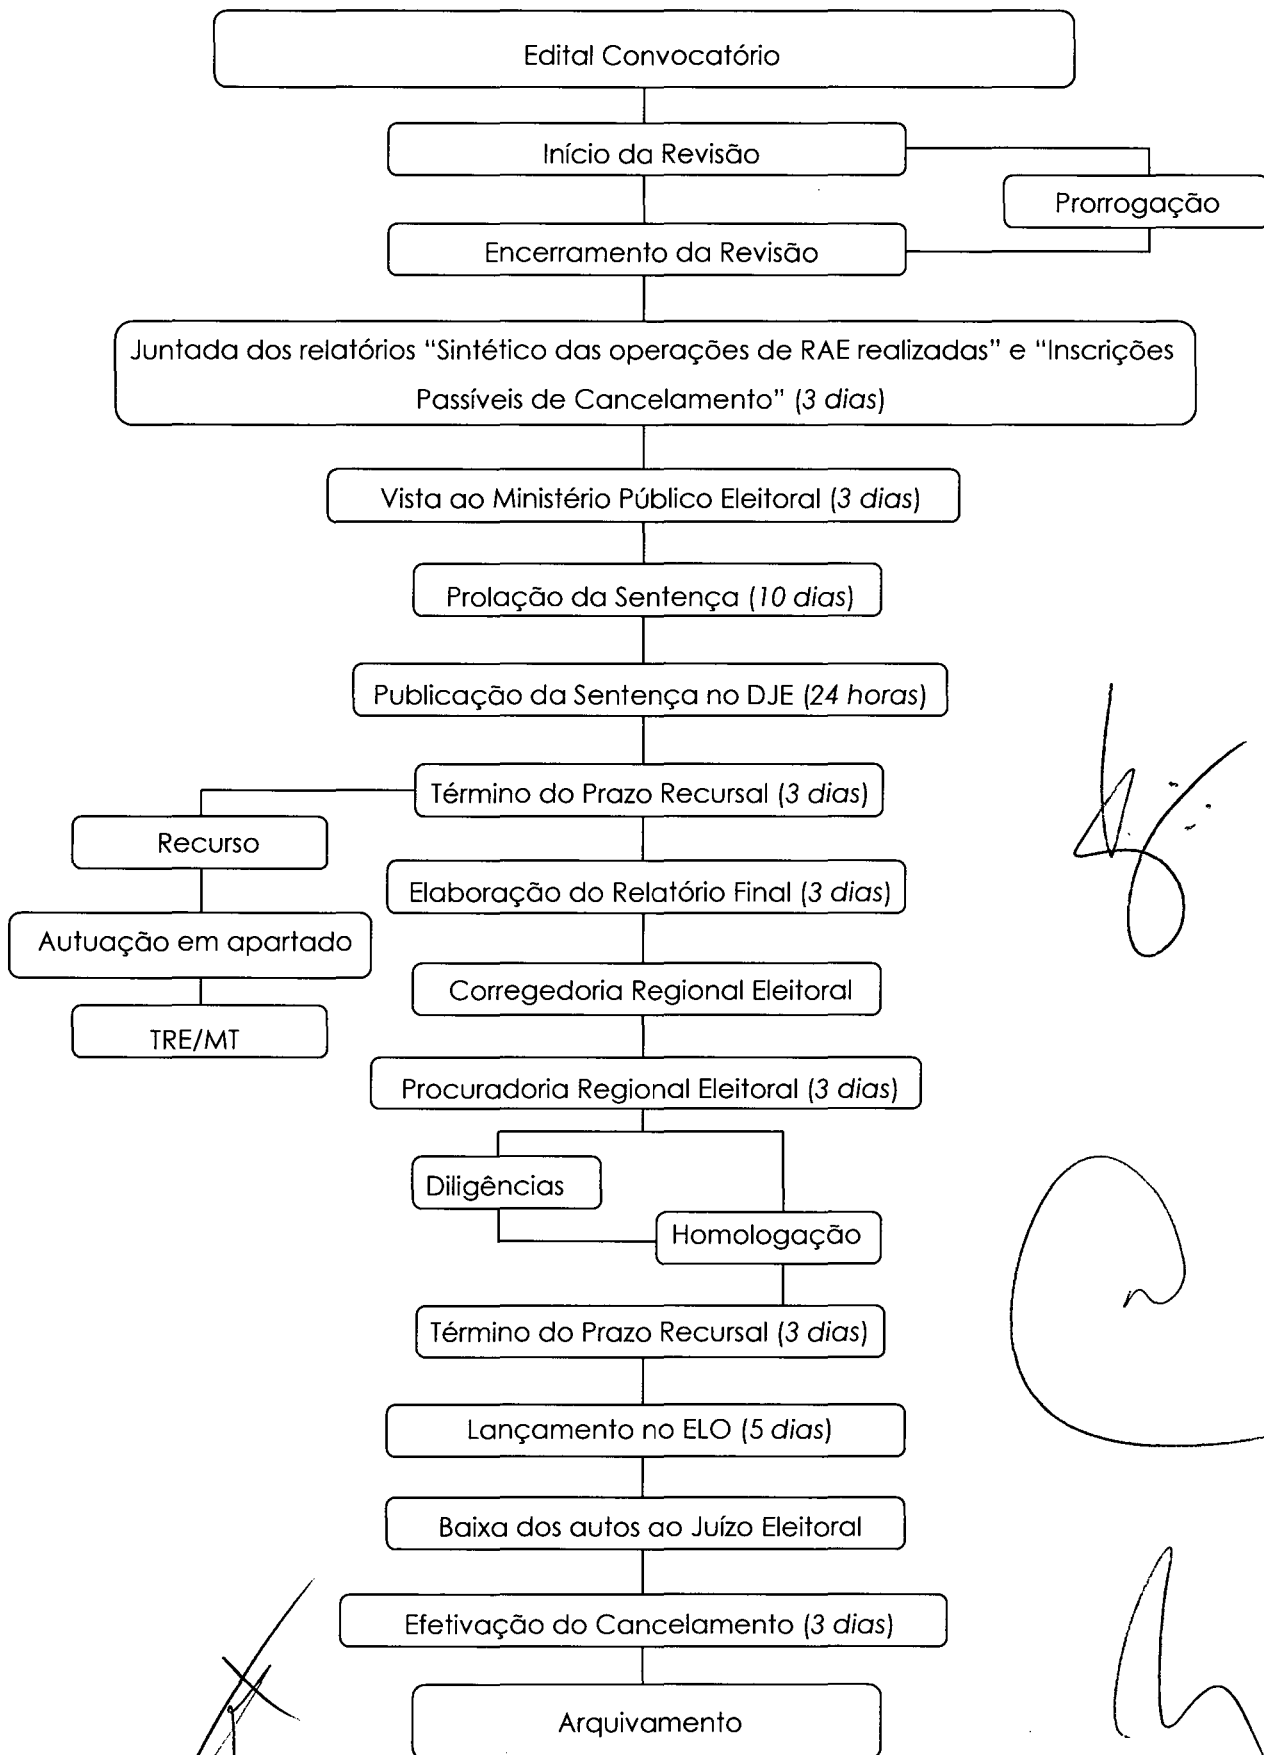 Edital Convocatório
Início da Revisão
Prorrogação
Encerramento da Revisão
Juntada dos relatórios “Sintético das operações de RAE realizadas” e “Inscrições
Passíveis de Cancelamento” (3 dias)
Vista ao Ministério Público Eleitoral (3 dias)
Prolação da Sentença (10 dias)
Publicação da Sentença no DJE (24 horas)
Término do Prazo Recursal (3 dias)
Recurso
Autuação em apartado
TRE/MT
Elaboração do Relatório Final (3 dias)
Corregedoria Regional Eleitoral
Procuradoria Regional Eleitoral (3 dias)
Diligências
Homologação
Término do Prazo Recursal (3 dias)
Lançamento no ELO (5 dias)
Baixa dos autos ao Juízo Eleitoral
Efetivação do Cancelamento (3 dias)
Arquivamento